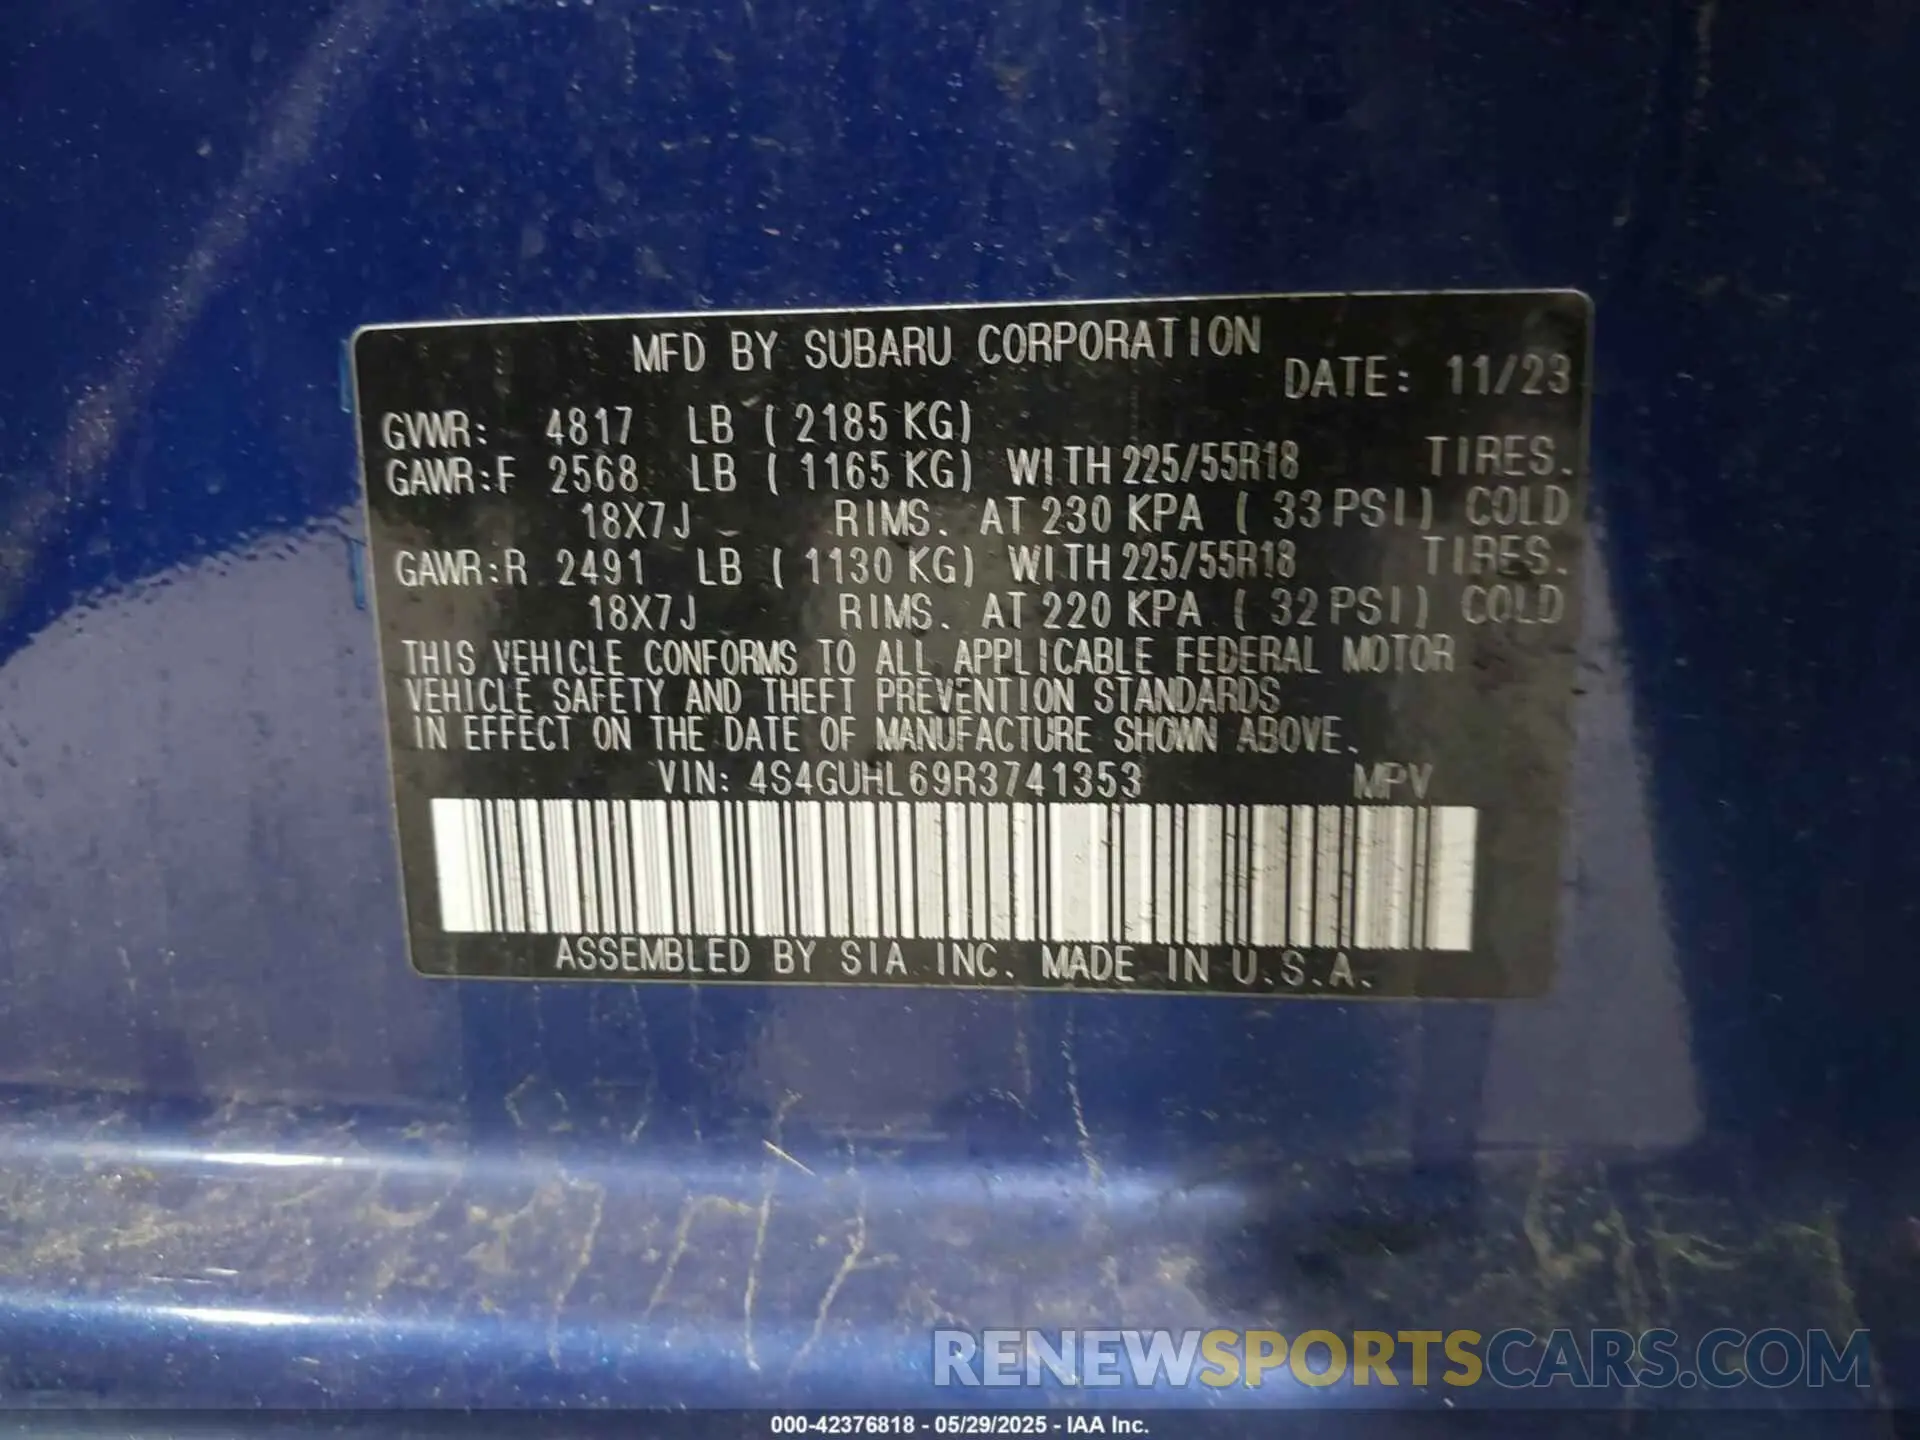 MFD BY SUBARU CORPORATION
DATE: 11/23
GVWR: 4817 LB ( 2185 KG)
GAWR:F 2568 LB ( 1165 KG) WITH 225/55R18 TIRES.
18X7J RIMS. AT 230 KPA ( 33 PSI) COLD
GAWR:R 2491 LB ( 1130 KG) WITH 225/55R18 TIRES.
18X7J RIMS. AT 220 KPA ( 32 PSI) COLD
THIS VEHICLE CONFORMS TO ALL APPLICABLE FEDERAL MOTOR
VEHICLE SAFETY AND THEFT PREVENTION STANDARDS
IN EFFECT ON THE DATE OF MANUFACTURE SHOWN ABOVE.
VIN: 4S4GUHL69R3741353 MPV
ASSEMBLED BY SIA INC. MADE IN U.S.A.
RENEWSPORTSCARS.COM
000-42376818 - 05/29/2025 - IAA Inc.